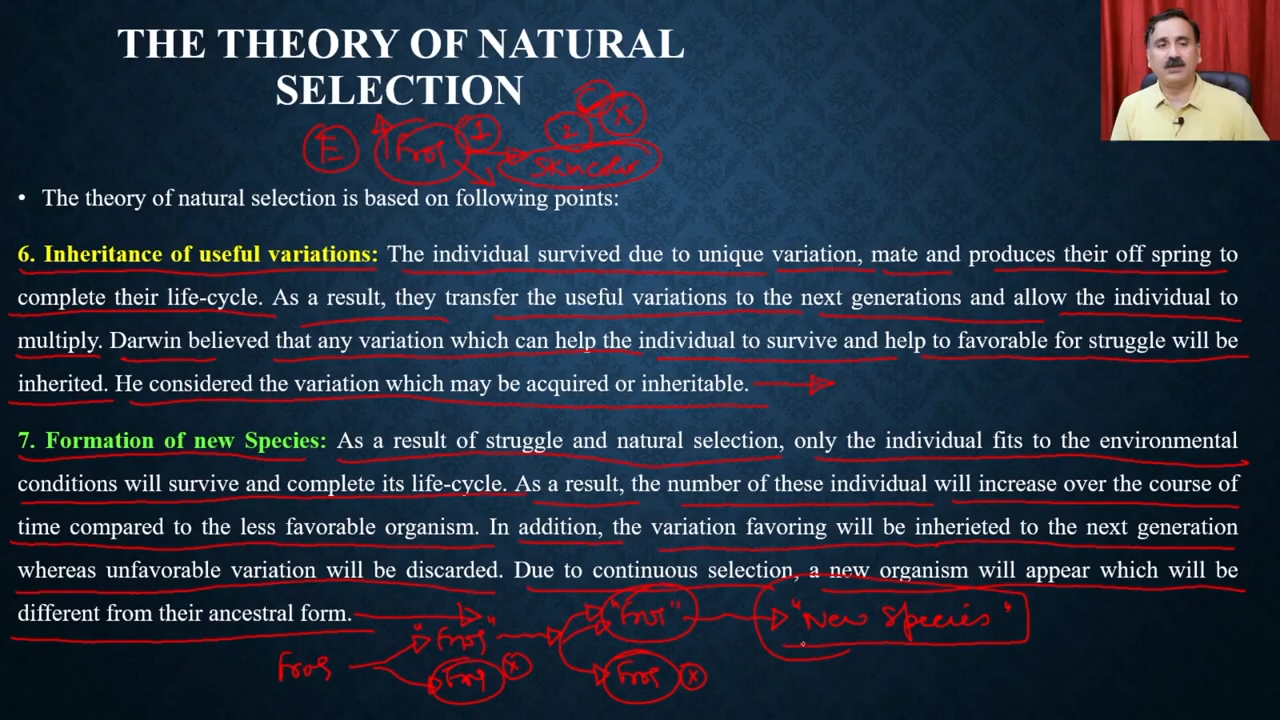 THE THEORY OF NATURAL
SELECTION
E Frog 1 2 X
Skin color
• The theory of natural selection is based on following points:
6. Inheritance of useful variations: The individual survived due to unique variation, mate and produces their off spring to
complete their life-cycle. As a result, they transfer the useful variations to the next generations and allow the individual to
multiply. Darwin believed that any variation which can help the individual to survive and help to favorable for struggle will be
inherited. He considered the variation which may be acquired or inheritable.
7. Formation of new Species: As a result of struggle and natural selection, only the individual fits to the environmental
conditions will survive and complete its life-cycle. As a result, the number of these individual will increase over the course of
time compared to the less favorable organism. In addition, the variation favoring will be inherieted to the next generation
whereas unfavorable variation will be discarded. Due to continuous selection, a new organism will appear which will be
different from their ancestral form.
"Frog" "Frog" "New Species"
Frog Frog X Frog X